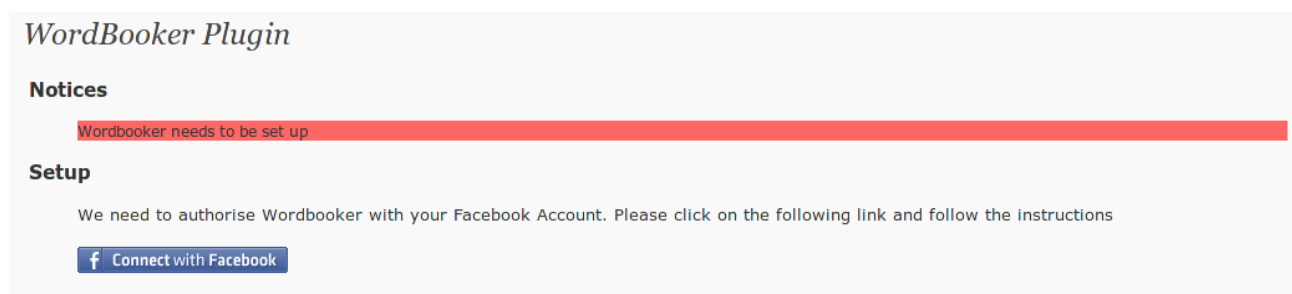 WordBooker Plugin
Notices
Wordbooker needs to be set up
Setup
We need to authorise Wordbooker with your Facebook Account. Please click on the following link and follow the instructions
f Connect with Facebook